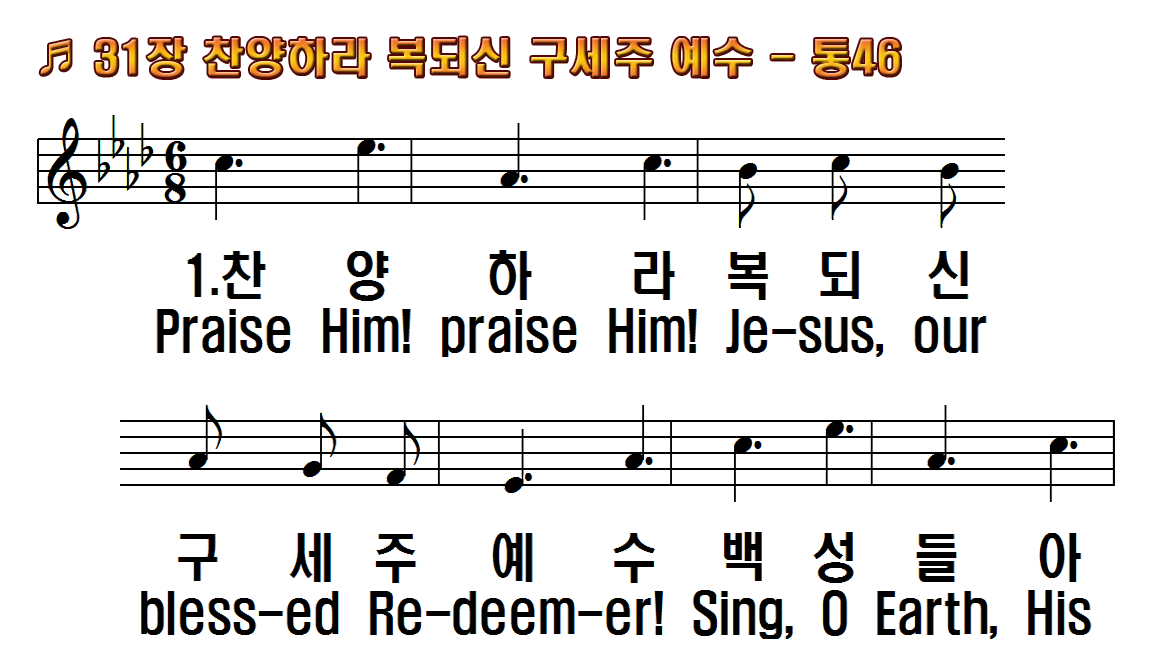 ♬ 31장 찬양하라 복되신 구세주 예수 - 통46
6
8
1.찬 양 하 라 복 되 신
Praise Him! praise Him! Je-sus, our
구 세 주 예 수 백 성 들 아
bless-ed Re-deem-er! Sing, O Earth, His